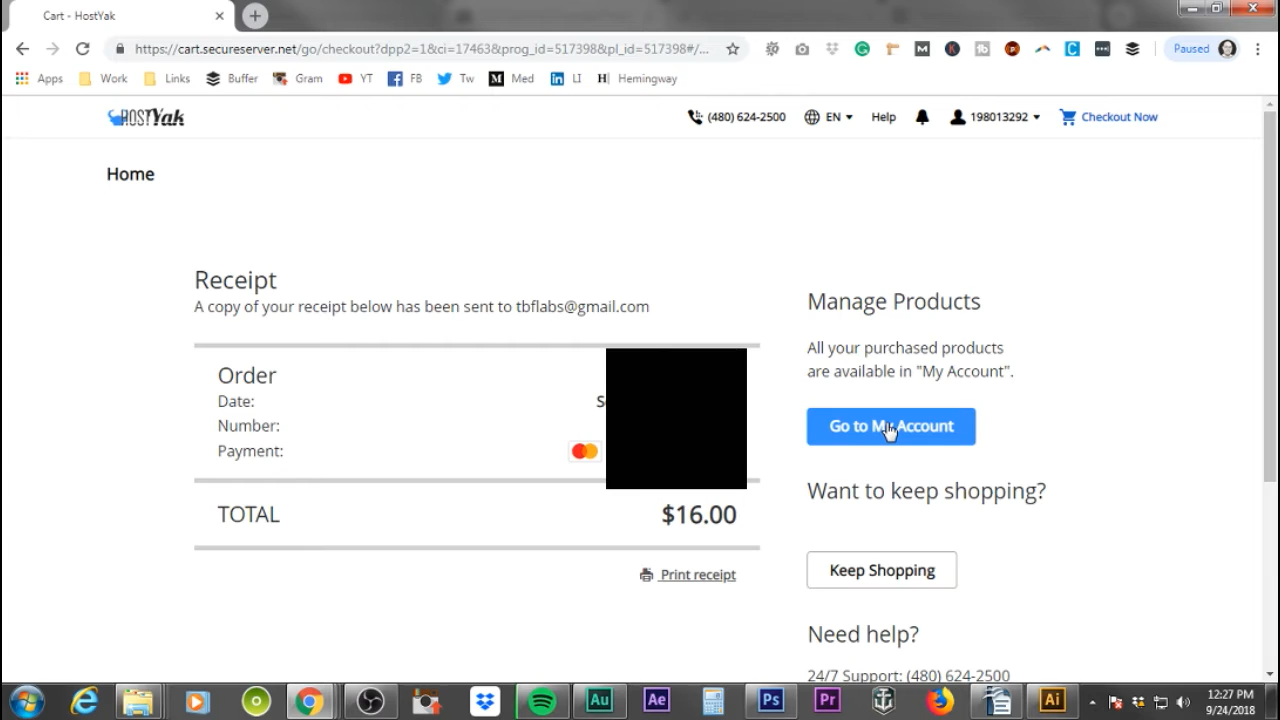 Cart - HostYak
https://cart.secureserver.net/go/checkout?dpp2=1&ci=17463&prog_id=517398&pl_id=517398#/...
Paused
Apps
Work
Links
Buffer
Gram
YT
FB
Tw
Med
LI
H
Hemingway
HOSTYak
(480) 624-2500
EN
Help
198013292
Checkout Now
Home
Receipt
A copy of your receipt below has been sent to tbflabs@gmail.com
Order
Date:
Number:
Payment:
TOTAL
$16.00
Print receipt
Manage Products
All your purchased products
are available in "My Account".
Go to My Account
Want to keep shopping?
Keep Shopping
Need help?
24/7 Support: (480) 624-2500
Au
Ae
Ps
Pr
Ai
12:27 PM
9/24/2018